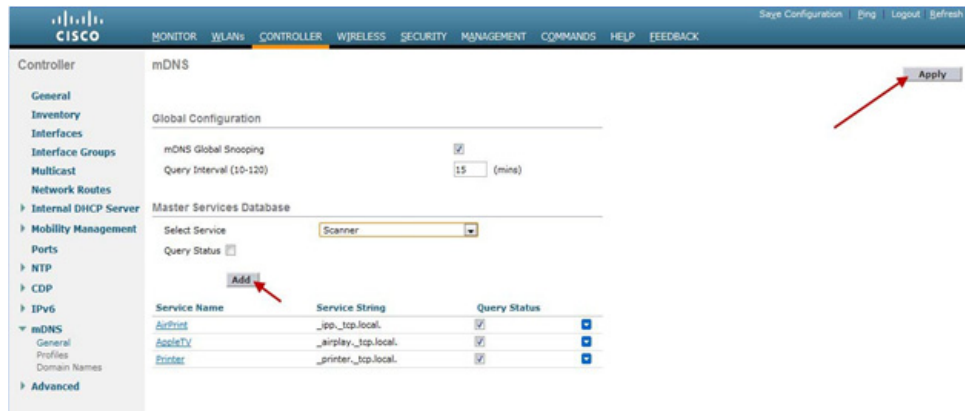 Save Configuration Ping Logout Refresh
CISCO
MONITOR WLANs CONTROLLER WIRELESS SECURITY MANAGEMENT COMMANDS HELP FEEDBACK
Controller
General
Inventory
Interfaces
Interface Groups
Multicast
Network Routes
Internal DHCP Server
Mobility Management
Ports
NTP
CDP
IPv6
mDNS
General
Profiles
Domain Names
Advanced
mDNS
Apply
Global Configuration
mDNS Global Snooping
Query Interval (10-120) 15 (mins)
Master Services Database
Select Service Scanner
Query Status
Add
Service Name Service String Query Status
AirPrint _ipp._tcp.local.
AppleTV _airplay._tcp.local.
Printer _printer._tcp.local.